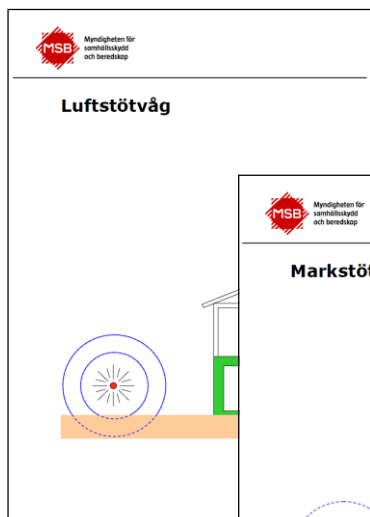 MSB
Myndigheten för
samhällsskydd
och beredskap
Luftstötvåg
MSB
Myndigheten för
samhällsskydd
och beredskap
Markstöt